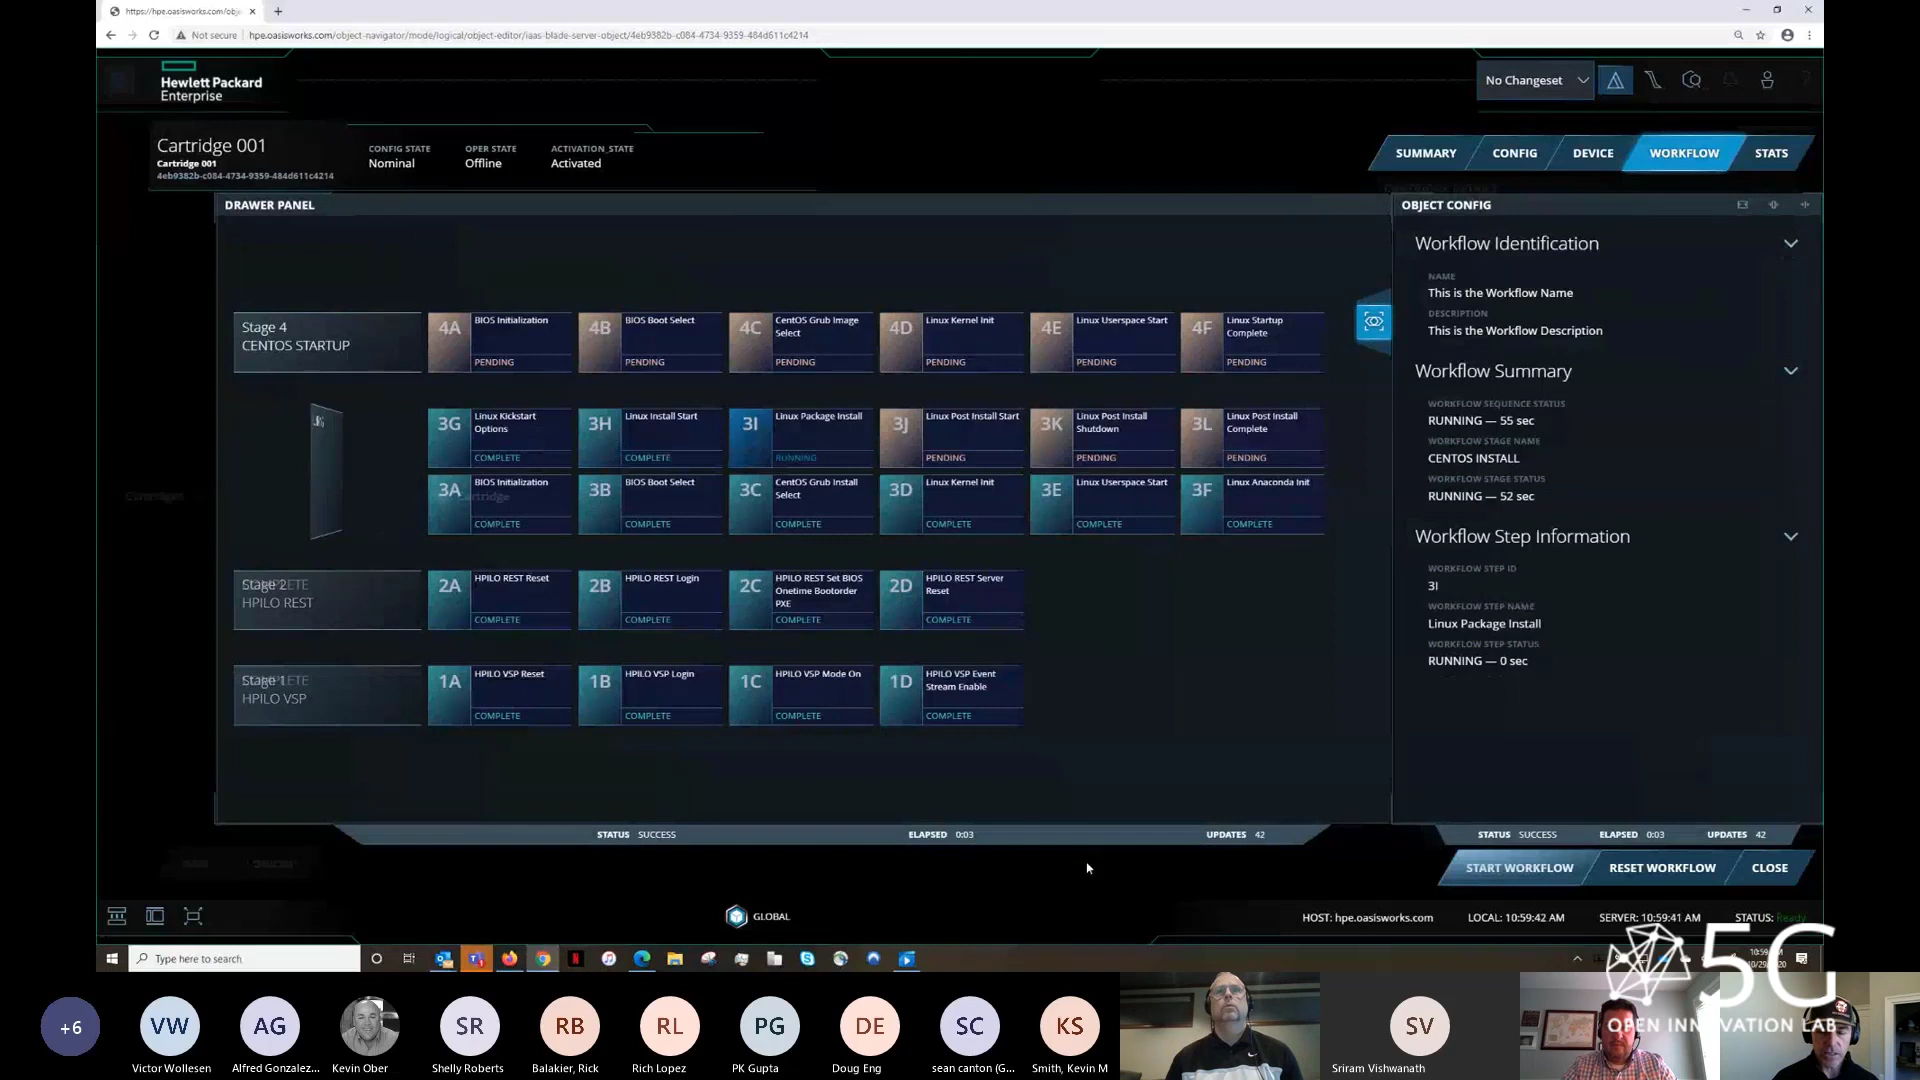 https://hpe.oasisworks.com/obje
Not secure
hpe.oasisworks.com/object-navigator/mode/logical/object-editor/iaas-blade-server-object/4eb9382b-c084-4734-9359-484d611c4214
Hewlett Packard
Enterprise
No Changeset
Cartridge 001
Cartridge 001
4eb9382b-c084-4734-9359-484d611c4214
CONFIG STATE
Nominal
OPER STATE
Offline
ACTIVATION_STATE
Activated
SUMMARY
CONFIG
DEVICE
WORKFLOW
STATS
DRAWER PANEL
Stage 4
CENTOS STARTUP
4A
BIOS Initialization
PENDING
4B
BIOS Boot Select
PENDING
4C
CentOS Grub Image
Select
PENDING
4D
Linux Kernel Init
PENDING
4E
Linux Userspace Start
PENDING
4F
Linux Startup
Complete
PENDING
3G
Linux Kickstart
Options
COMPLETE
3H
Linux Install Start
COMPLETE
3I
Linux Package Install
RUNNING
3J
Linux Post Install Start
PENDING
3K
Linux Post Install
Shutdown
PENDING
3L
Linux Post Install
Complete
PENDING
3A
BIOS Initialization
COMPLETE
3B
BIOS Boot Select
COMPLETE
3C
CentOS Grub Install
Select
COMPLETE
3D
Linux Kernel Init
COMPLETE
3E
Linux Userspace Start
COMPLETE
3F
Linux Anaconda Init
COMPLETE
Stage 2
COMPLETE
HPILO REST
2A
HPILO REST Reset
COMPLETE
2B
HPILO REST Login
COMPLETE
2C
HPILO REST Set BIOS
Onetime Bootorder
PXE
COMPLETE
2D
HPILO REST Server
Reset
COMPLETE
Stage 1
COMPLETE
HPILO VSP
1A
HPILO VSP Reset
COMPLETE
1B
HPILO VSP Login
COMPLETE
1C
HPILO VSP Mode On
COMPLETE
1D
HPILO VSP Event
Stream Enable
COMPLETE
Cartridges
Cartridge
STATUS SUCCESS
ELAPSED 0:03
UPDATES 42
OBJECT CONFIG
Workflow Identification
NAME
This is the Workflow Name
DESCRIPTION
This is the Workflow Description
Workflow Summary
WORKFLOW SEQUENCE STATUS
RUNNING — 55 sec
WORKFLOW STAGE NAME
CENTOS INSTALL
WORKFLOW STAGE STATUS
RUNNING — 52 sec
Workflow Step Information
WORKFLOW STEP ID
3I
WORKFLOW STEP NAME
Linux Package Install
WORKFLOW STEP STATUS
RUNNING — 0 sec
STATUS SUCCESS
ELAPSED 0:03
UPDATES 42
START WORKFLOW
RESET WORKFLOW
CLOSE
GLOBAL
HOST: hpe.oasisworks.com
LOCAL: 10:59:42 AM
SERVER: 10:59:41 AM
STATUS: Ready
Type here to search
5G
OPEN INNOVATION LAB
+6
VW
Victor Wollesen
AG
Alfred Gonzalez...
Kevin Ober
SR
Shelly Roberts
RB
Balakier, Rick
RL
Rich Lopez
PG
PK Gupta
DE
Doug Eng
SC
sean canton (G...
KS
Smith, Kevin M
SV
Sriram Vishwanath